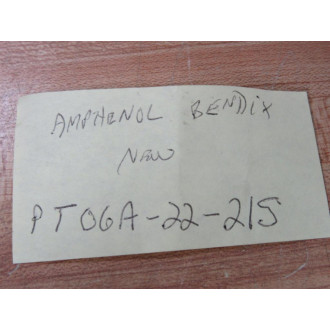 AMPHENOL BENDIX
NEW
PT06A-22-21S